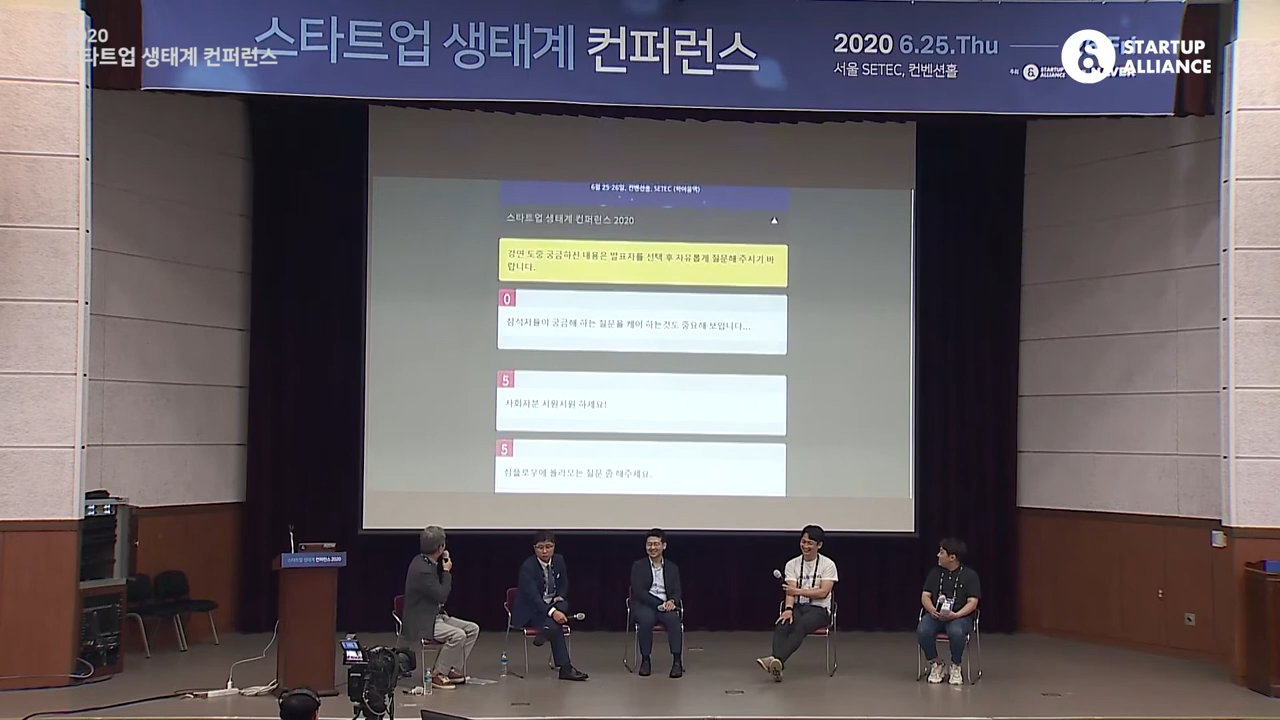 2020
스타트업 생태계 컨퍼런스
스타트업 생태계 컨퍼런스
2020 6.25.Thu
서울 SETEC, 컨벤션홀
주최
STARTUP
ALLIANCE
NAVER
STARTUP
ALLIANCE
6월 25-26일, 컨벤션홀, SETEC (학여울역)
스타트업 생태계 컨퍼런스 2020
강연 도중 궁금하신 내용은 발표자를 선택 후 자유롭게 질문해 주시기 바
랍니다.
0
참석자들이 궁금해 하는 질문을 케어 하는것도 중요해 보입니다...
5
사회자분 시원시원 하세요!
5
심플로우에 올라오는 질문 좀 해주세요.
스타트업 생태계 컨퍼런스 2020